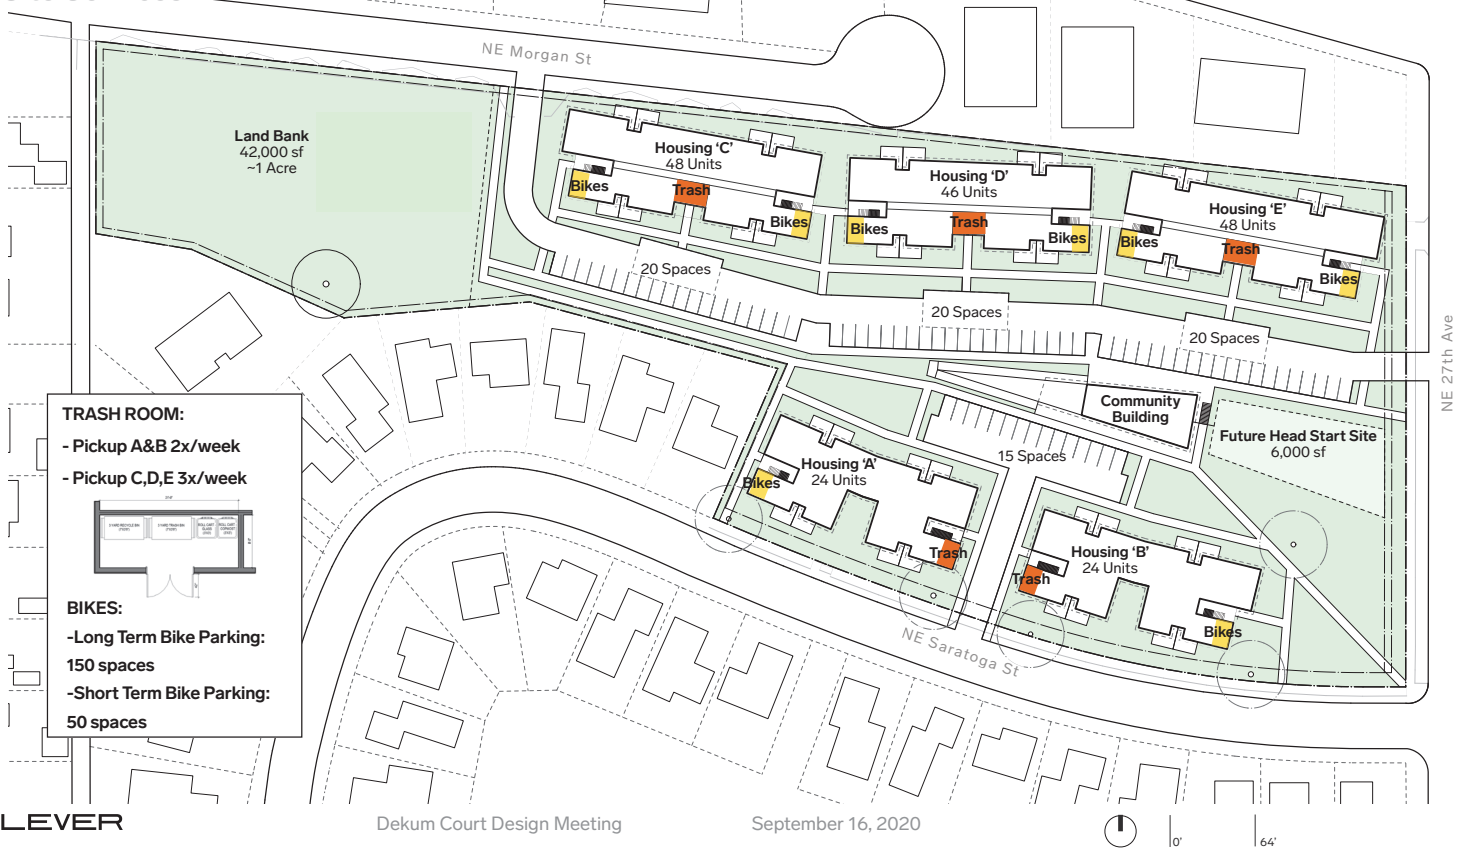 NE Morgan St
Land Bank
42,000 sf
~1 Acre
Housing ‘C’
48 Units
Bikes
Trash
Bikes
Housing ‘D’
46 Units
Bikes
Trash
Bikes
Housing ‘E’
48 Units
Bikes
Trash
Bikes
20 Spaces
20 Spaces
20 Spaces
NE 27th Ave
Community
Building
Future Head Start Site
6,000 sf
15 Spaces
Housing ‘A’
24 Units
Bikes
Trash
Housing ‘B’
24 Units
Trash
Bikes
NE Saratoga St
TRASH ROOM:
- Pickup A&B 2x/week
- Pickup C,D,E 3x/week
BIKES:
-Long Term Bike Parking:
150 spaces
-Short Term Bike Parking:
50 spaces
LEVER
Dekum Court Design Meeting
September 16, 2020
0'
64'